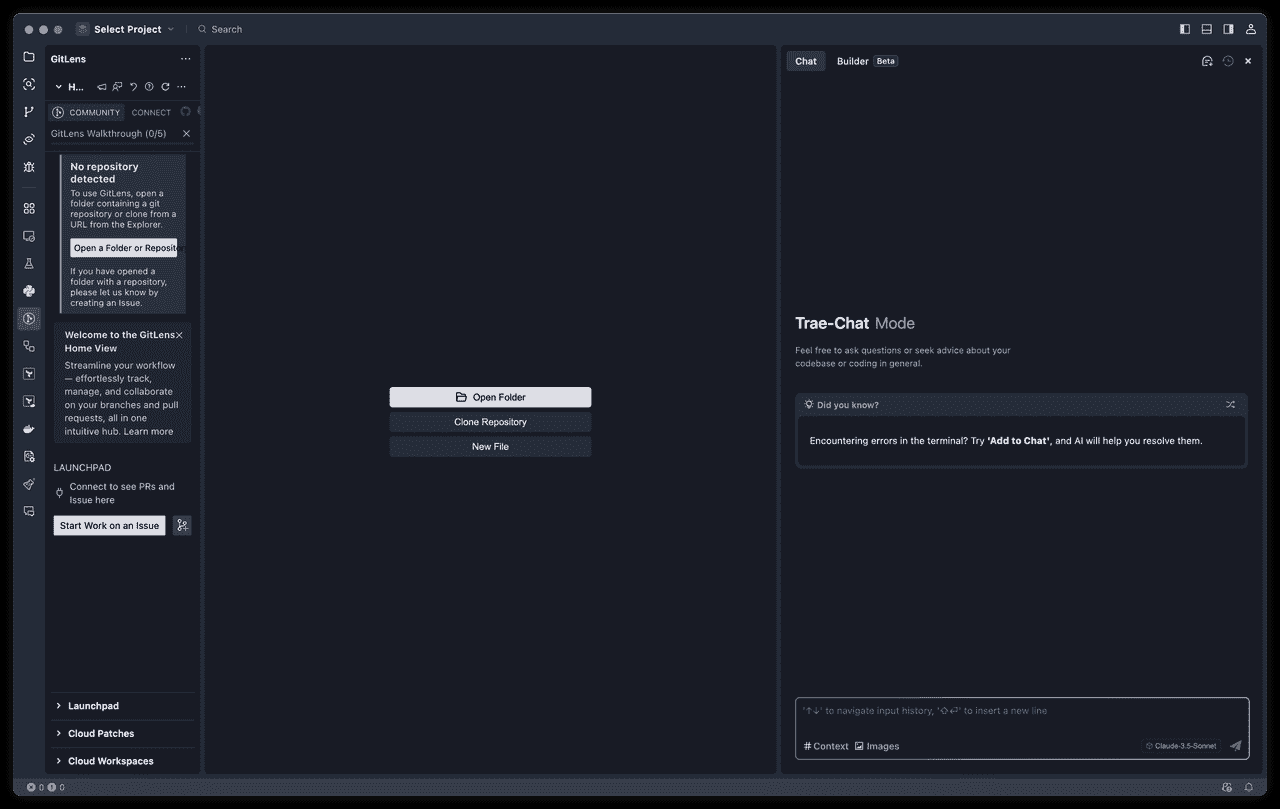 Select Project
Search
GitLens
H...
COMMUNITY
CONNECT
GitLens Walkthrough (0/5)
No repository
detected
To use GitLens, open a
folder containing a git
repository or clone from a
URL from the Explorer.
Open a Folder or Reposito
If you have opened a
folder with a repository,
please let us know by
creating an Issue.
Welcome to the GitLens
Home View
Streamline your workflow
— effortlessly track,
manage, and collaborate
on your branches and pull
requests, all in one
intuitive hub. Learn more
LAUNCHPAD
Connect to see PRs and
Issue here
Start Work on an Issue
Launchpad
Cloud Patches
Cloud Workspaces
Open Folder
Clone Repository
New File
Chat
Builder Beta
Trae-Chat Mode
Feel free to ask questions or seek advice about your
codebase or coding in general.
Did you know?
Encountering errors in the terminal? Try 'Add to Chat', and AI will help you resolve them.
'↑↓' to navigate input history, '⇧⏎' to insert a new line
# Context Images
Claude-3.5-Sonnet
0 0